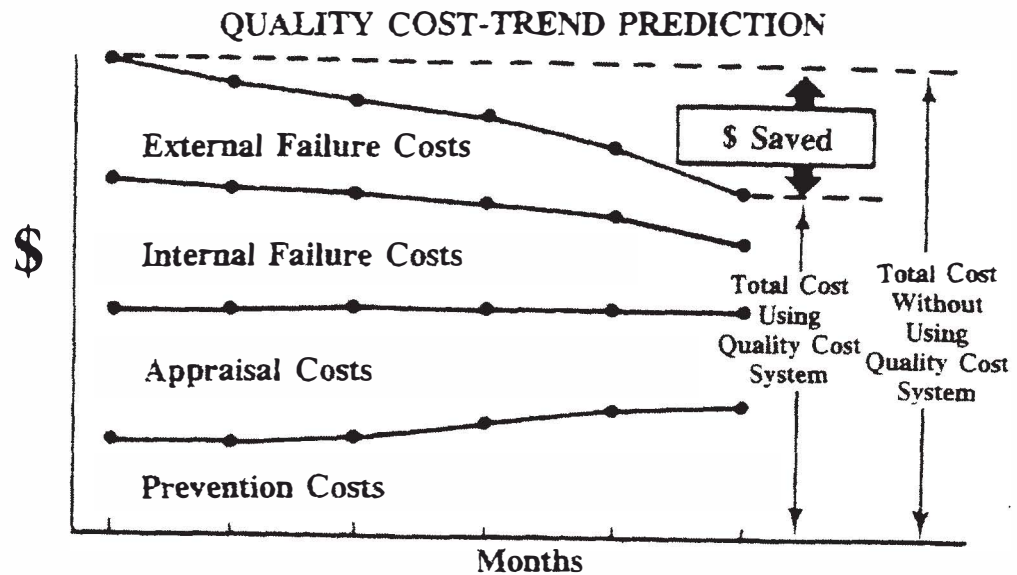 QUALITY COST-TREND PREDICTION
$ Saved
External Failure Costs
$
Internal Failure Costs
Total Cost
Using
Quality Cost
System
Total Cost
Without
Using
Quality Cost
System
Appraisal Costs
Prevention Costs
Months